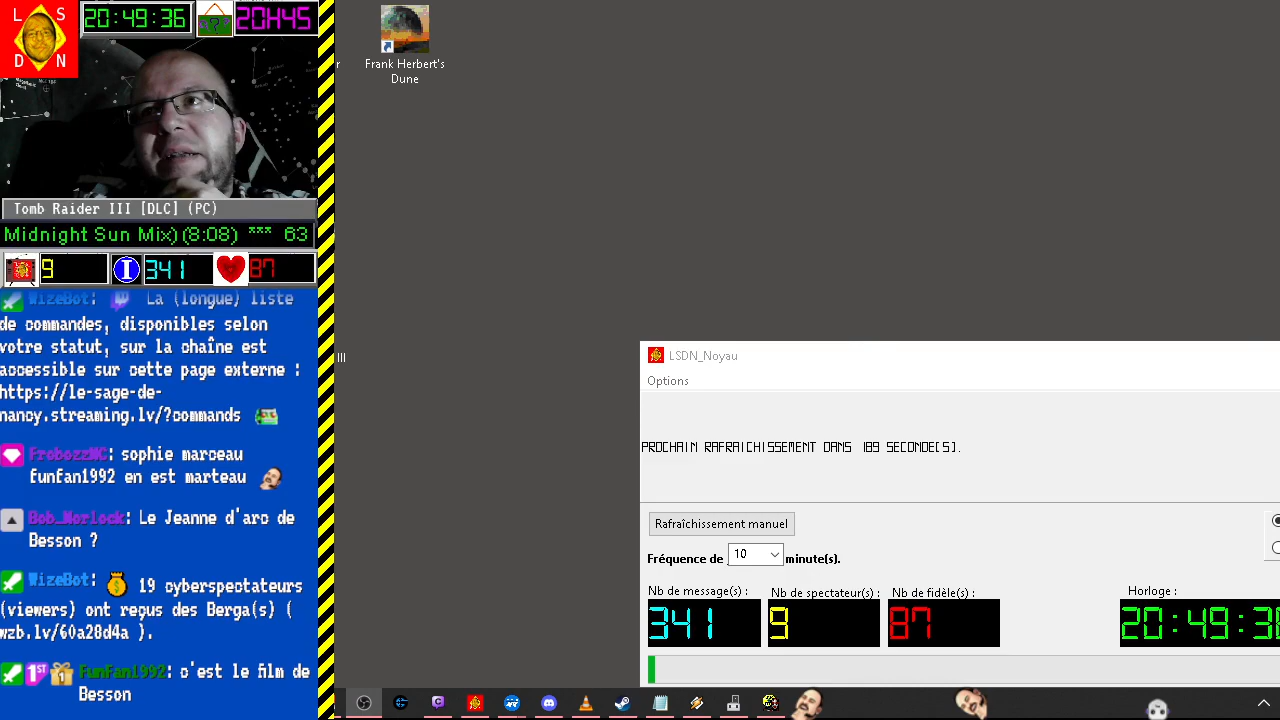 L S
D N
20:49:36
?
20H45
Frank Herbert's
Dune
r
Tomb Raider III [DLC] (PC)
Midnight Sun Mix) (8:08) *** 63
9
I
341
87
WizeBot: La (longue) liste
de commandes, disponibles selon
votre statut, sur la chaîne est
accessible sur cette page externe :
https://le-sage-de-
nancy.streaming.lv/?commands
FrobozzMC: sophie marceau
funfan1992 en est marteau
Bob_Morlock: Le Jeanne d'arc de
Besson ?
WizeBot: 19 cyberspectateurs
(viewers) ont reçus des Berga(s) (
wzb.lv/60a28d4a ).
1ST
FunFan1992: c'est le film de
Besson
III
LSDN_Noyau
Options
PROCHAIN RAFRAICHISSEMENT DANS 189 SECONDE(S).
Rafraîchissement manuel
Fréquence de 10 minute(s).
Nb de message(s) :
Nb de spectateur(s) :
Nb de fidèle(s) :
Horloge :
341
9
87
20:49:36